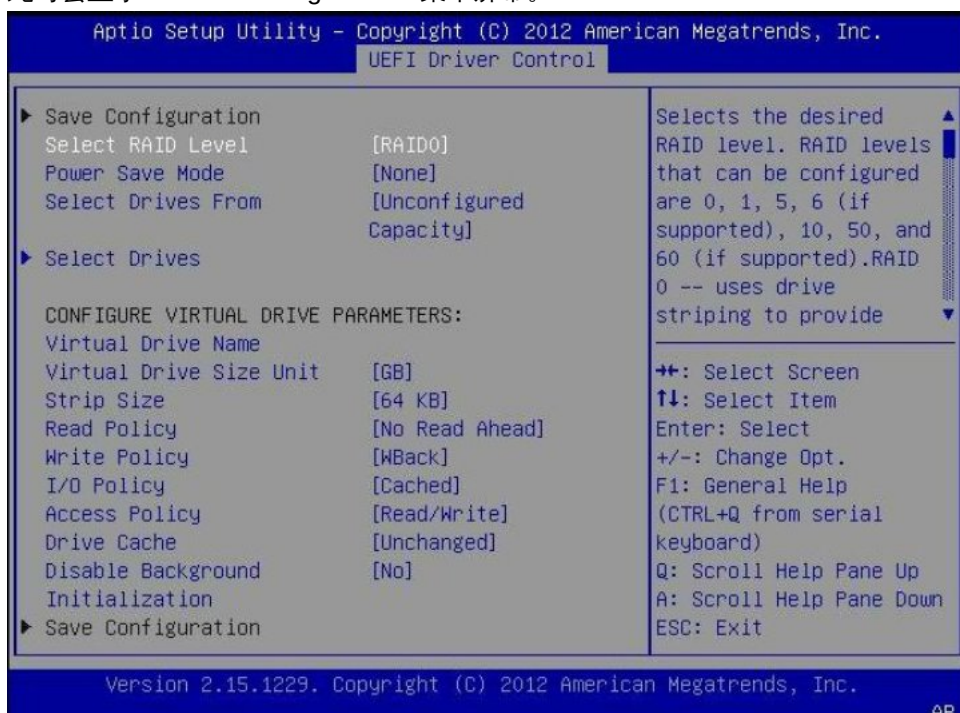 Aptio Setup Utility – Copyright (C) 2012 American Megatrends, Inc.
UEFI Driver Control
Save Configuration
Select RAID Level [RAID0]
Power Save Mode [None]
Select Drives From [Unconfigured
Capacity]
Select Drives
CONFIGURE VIRTUAL DRIVE PARAMETERS:
Virtual Drive Name
Virtual Drive Size Unit [GB]
Strip Size [64 KB]
Read Policy [No Read Ahead]
Write Policy [WBack]
I/O Policy [Cached]
Access Policy [Read/Write]
Drive Cache [Unchanged]
Disable Background [No]
Initialization
Save Configuration
Selects the desired
RAID level. RAID levels
that can be configured
are 0, 1, 5, 6 (if
supported), 10, 50, and
60 (if supported).RAID
0 -- uses drive
striping to provide
→←: Select Screen
↑↓: Select Item
Enter: Select
+/-: Change Opt.
F1: General Help
(CTRL+Q from serial
keyboard)
Q: Scroll Help Pane Up
A: Scroll Help Pane Down
ESC: Exit
Version 2.15.1229. Copyright (C) 2012 American Megatrends, Inc.
AB